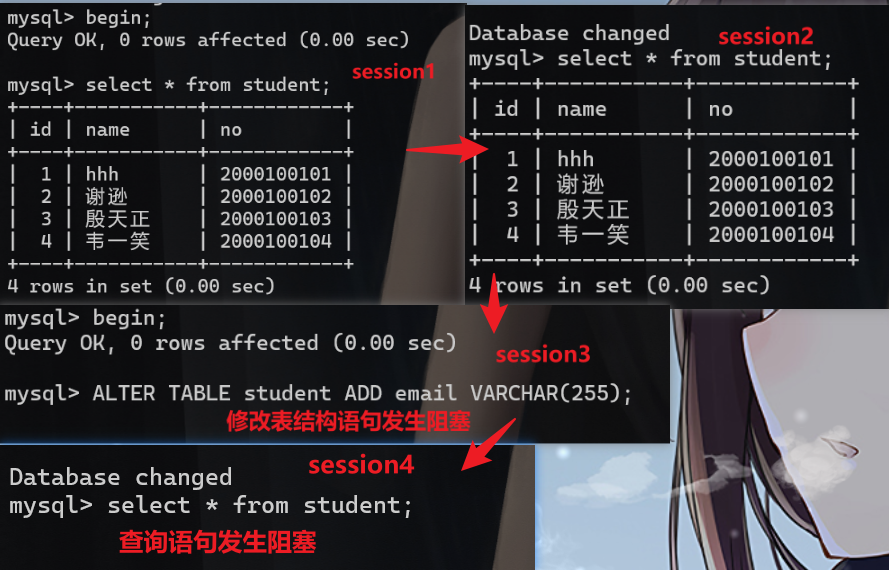 mysql> begin;
Query OK, 0 rows affected (0.00 sec)
mysql> select * from student;
session1
+----+-----------+------------+
| id | name | no |
+----+-----------+------------+
| 1 | hhh | 2000100101 |
| 2 | 谢逊 | 2000100102 |
| 3 | 殷天正 | 2000100103 |
| 4 | 韦一笑 | 2000100104 |
+----+-----------+------------+
4 rows in set (0.00 sec)
Database changed
session2
mysql> select * from student;
+----+-----------+------------+
| id | name | no |
+----+-----------+------------+
| 1 | hhh | 2000100101 |
| 2 | 谢逊 | 2000100102 |
| 3 | 殷天正 | 2000100103 |
| 4 | 韦一笑 | 2000100104 |
+----+-----------+------------+
4 rows in set (0.00 sec)
mysql> begin;
Query OK, 0 rows affected (0.00 sec)
session3
mysql> ALTER TABLE student ADD email VARCHAR(255);
修改表结构语句发生阻塞
session4
Database changed
mysql> select * from student;
查询语句发生阻塞